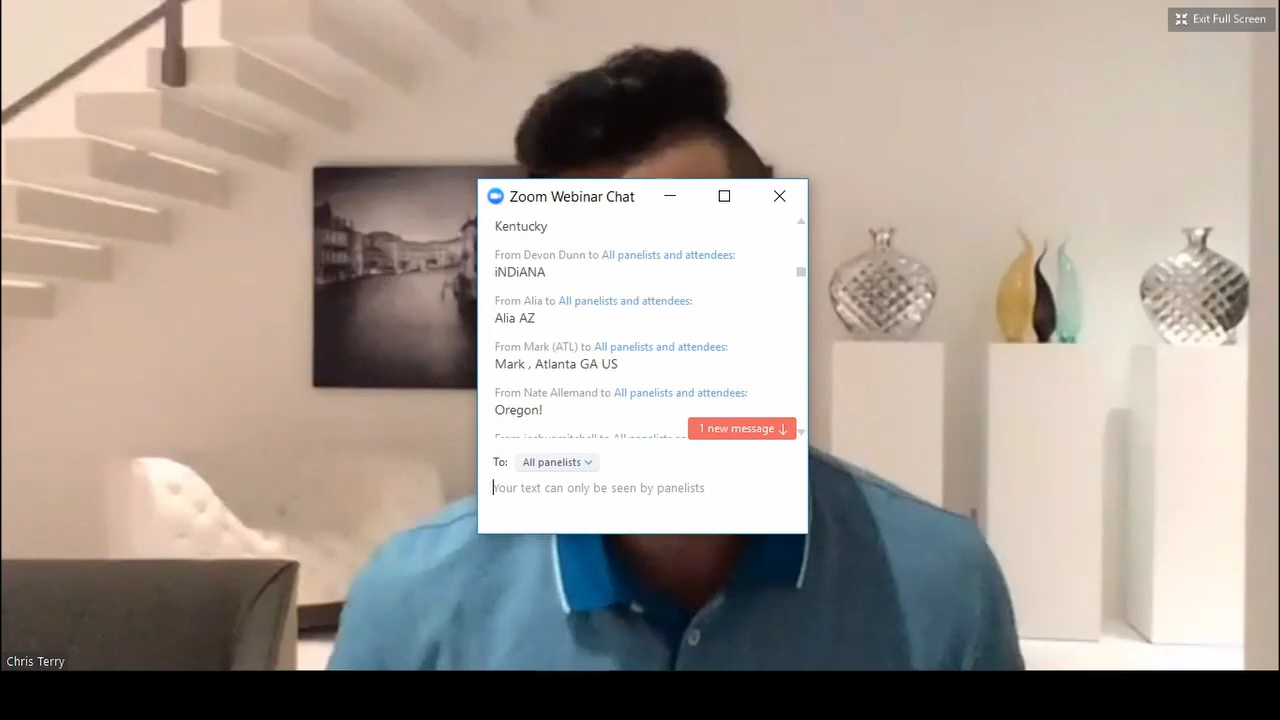 Exit Full Screen
Zoom Webinar Chat
Kentucky
From Devon Dunn to All panelists and attendees:
iNDiANA
From Alia to All panelists and attendees:
Alia AZ
From Mark (ATL) to All panelists and attendees:
Mark , Atlanta GA US
From Nate Allemand to All panelists and attendees:
Oregon!
1 new message
To: All panelists
Your text can only be seen by panelists
Chris Terry